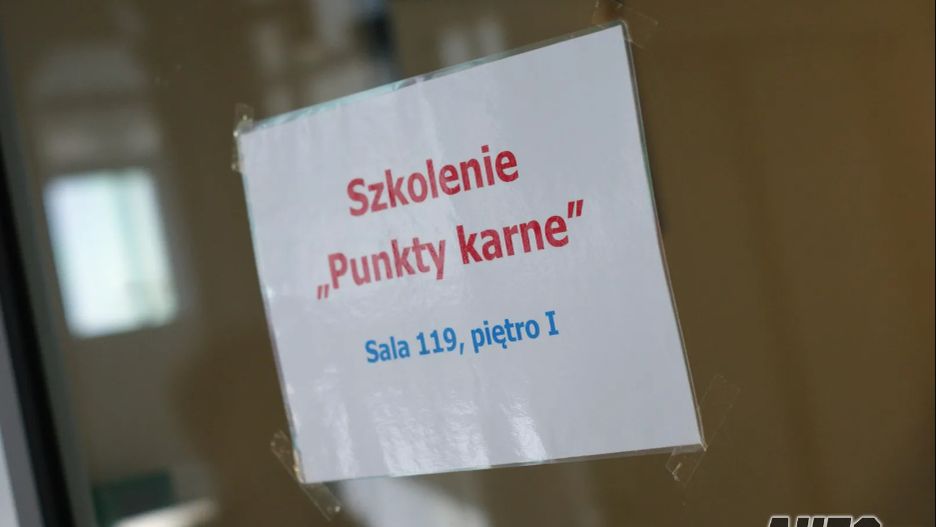 Szkolenie
„Punkty karne”
Sala 119, piętro I